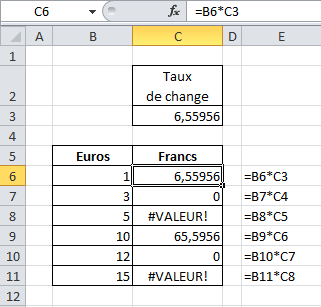 C6 fx =B6*C3
A B C D E
1
2 Taux
de change
3 6,55956
4
5 Euros Francs
6 1 6,55956 =B6*C3
7 3 0 =B7*C4
8 5 #VALEUR! =B8*C5
9 10 65,5956 =B9*C6
10 12 0 =B10*C7
11 15 #VALEUR! =B11*C8
12